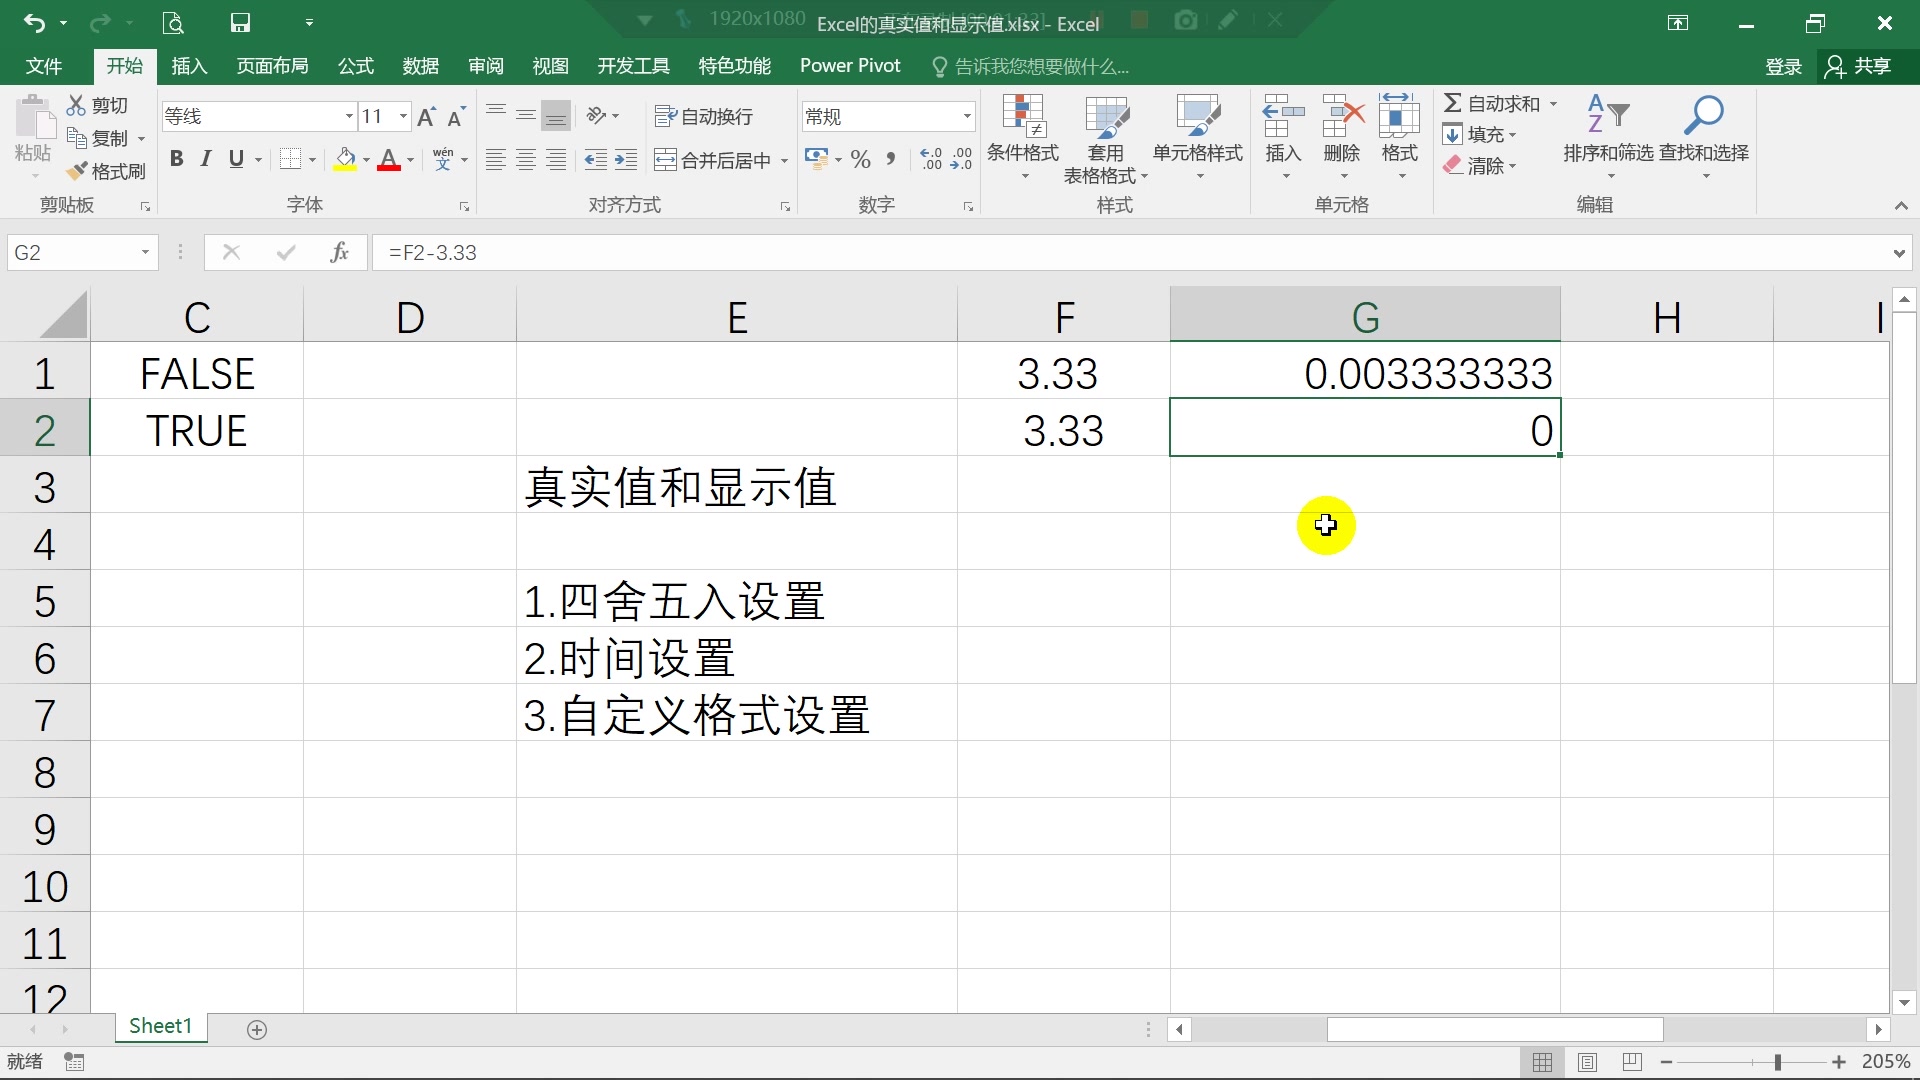 1920x1080
Excel的真实值和显示值.xlsx - Excel
文件 开始 插入 页面布局 公式 数据 审阅 视图 开发工具 特色功能 Power Pivot 告诉我您想要做什么... 登录 共享
粘贴 剪切 复制 格式刷
等线 11
自动换行
常规
条件格式 套用 表格格式 单元格样式 插入 删除 格式
自动求和
填充
清除
排序和筛选 查找和选择
B I U wén 文 合并后居中 %
剪贴板 字体 对齐方式 数字 样式 单元格 编辑
G2 fx =F2-3.33
C D E F G H I
1 FALSE 3.33 0.003333333
2 TRUE 3.33 0
3 真实值和显示值
4
5 1.四舍五入设置
6 2.时间设置
7 3.自定义格式设置
8
9
10
11
12
Sheet1
就绪 205%